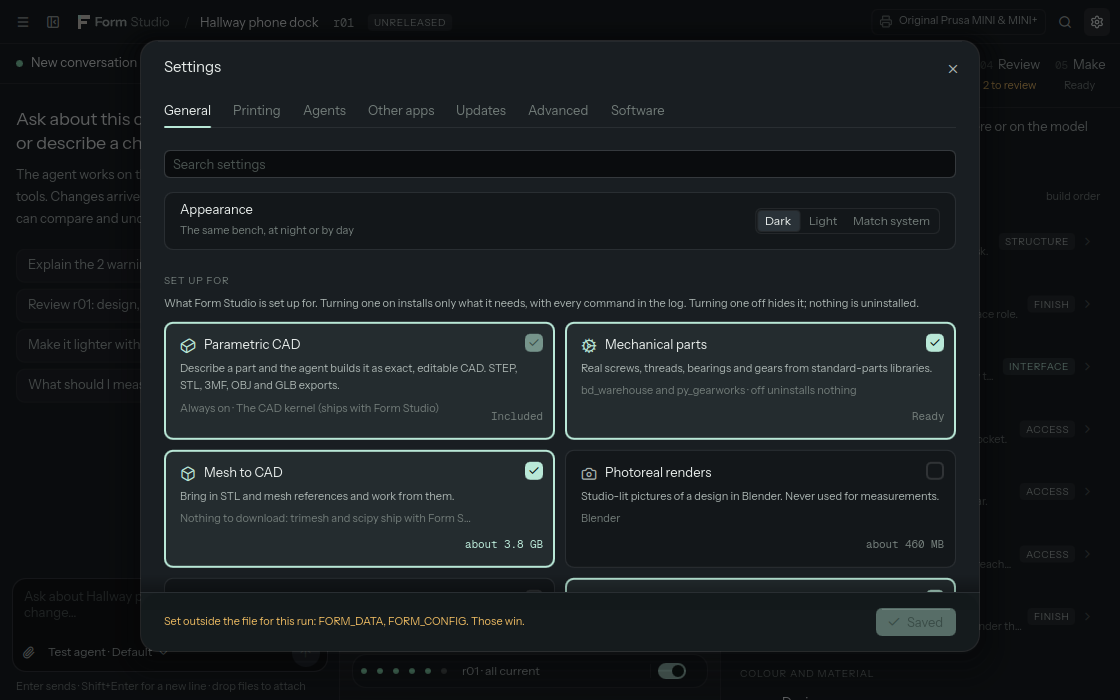 Form Studio / Hallway phone dock r01 UNRELEASED Original Prusa MINI & MINI+
New conversation
04 Review 05 Make
2 to review Ready
Ask about this c
or describe a ch
re or on the model
The agent works on t
tools. Changes arrive
can compare and und
build order
Explain the 2 warni
Review r01: design,
Make it lighter with
What should I mea
STRUCTURE
k.
FINISH
nce role.
INTERFACE
t…
ACCESS
ocket.
ACCESS
ar.
ACCESS
each…
FINISH
nder th…
Settings
General Printing Agents Other apps Updates Advanced Software
Search settings
Appearance
The same bench, at night or by day
Dark Light Match system
SET UP FOR
What Form Studio is set up for. Turning one on installs only what it needs, with every command in the log. Turning one off hides it; nothing is uninstalled.
Parametric CAD
Describe a part and the agent builds it as exact, editable CAD. STEP,
STL, 3MF, OBJ and GLB exports.
Always on · The CAD kernel (ships with Form Studio)
Included
Mechanical parts
Real screws, threads, bearings and gears from standard-parts libraries.
bd_warehouse and py_gearworks · off uninstalls nothing
Ready
Mesh to CAD
Bring in STL and mesh references and work from them.
Nothing to download: trimesh and scipy ship with Form S…
about 3.8 GB
Photoreal renders
Studio-lit pictures of a design in Blender. Never used for measurements.
Blender
about 460 MB
Set outside the file for this run: FORM_DATA, FORM_CONFIG. Those win.
Saved
Ask about Hallway p
change…
Test agent · Default
Enter sends · Shift+Enter for a new line · drop files to attach
r01 · all current
COLOUR AND MATERIAL